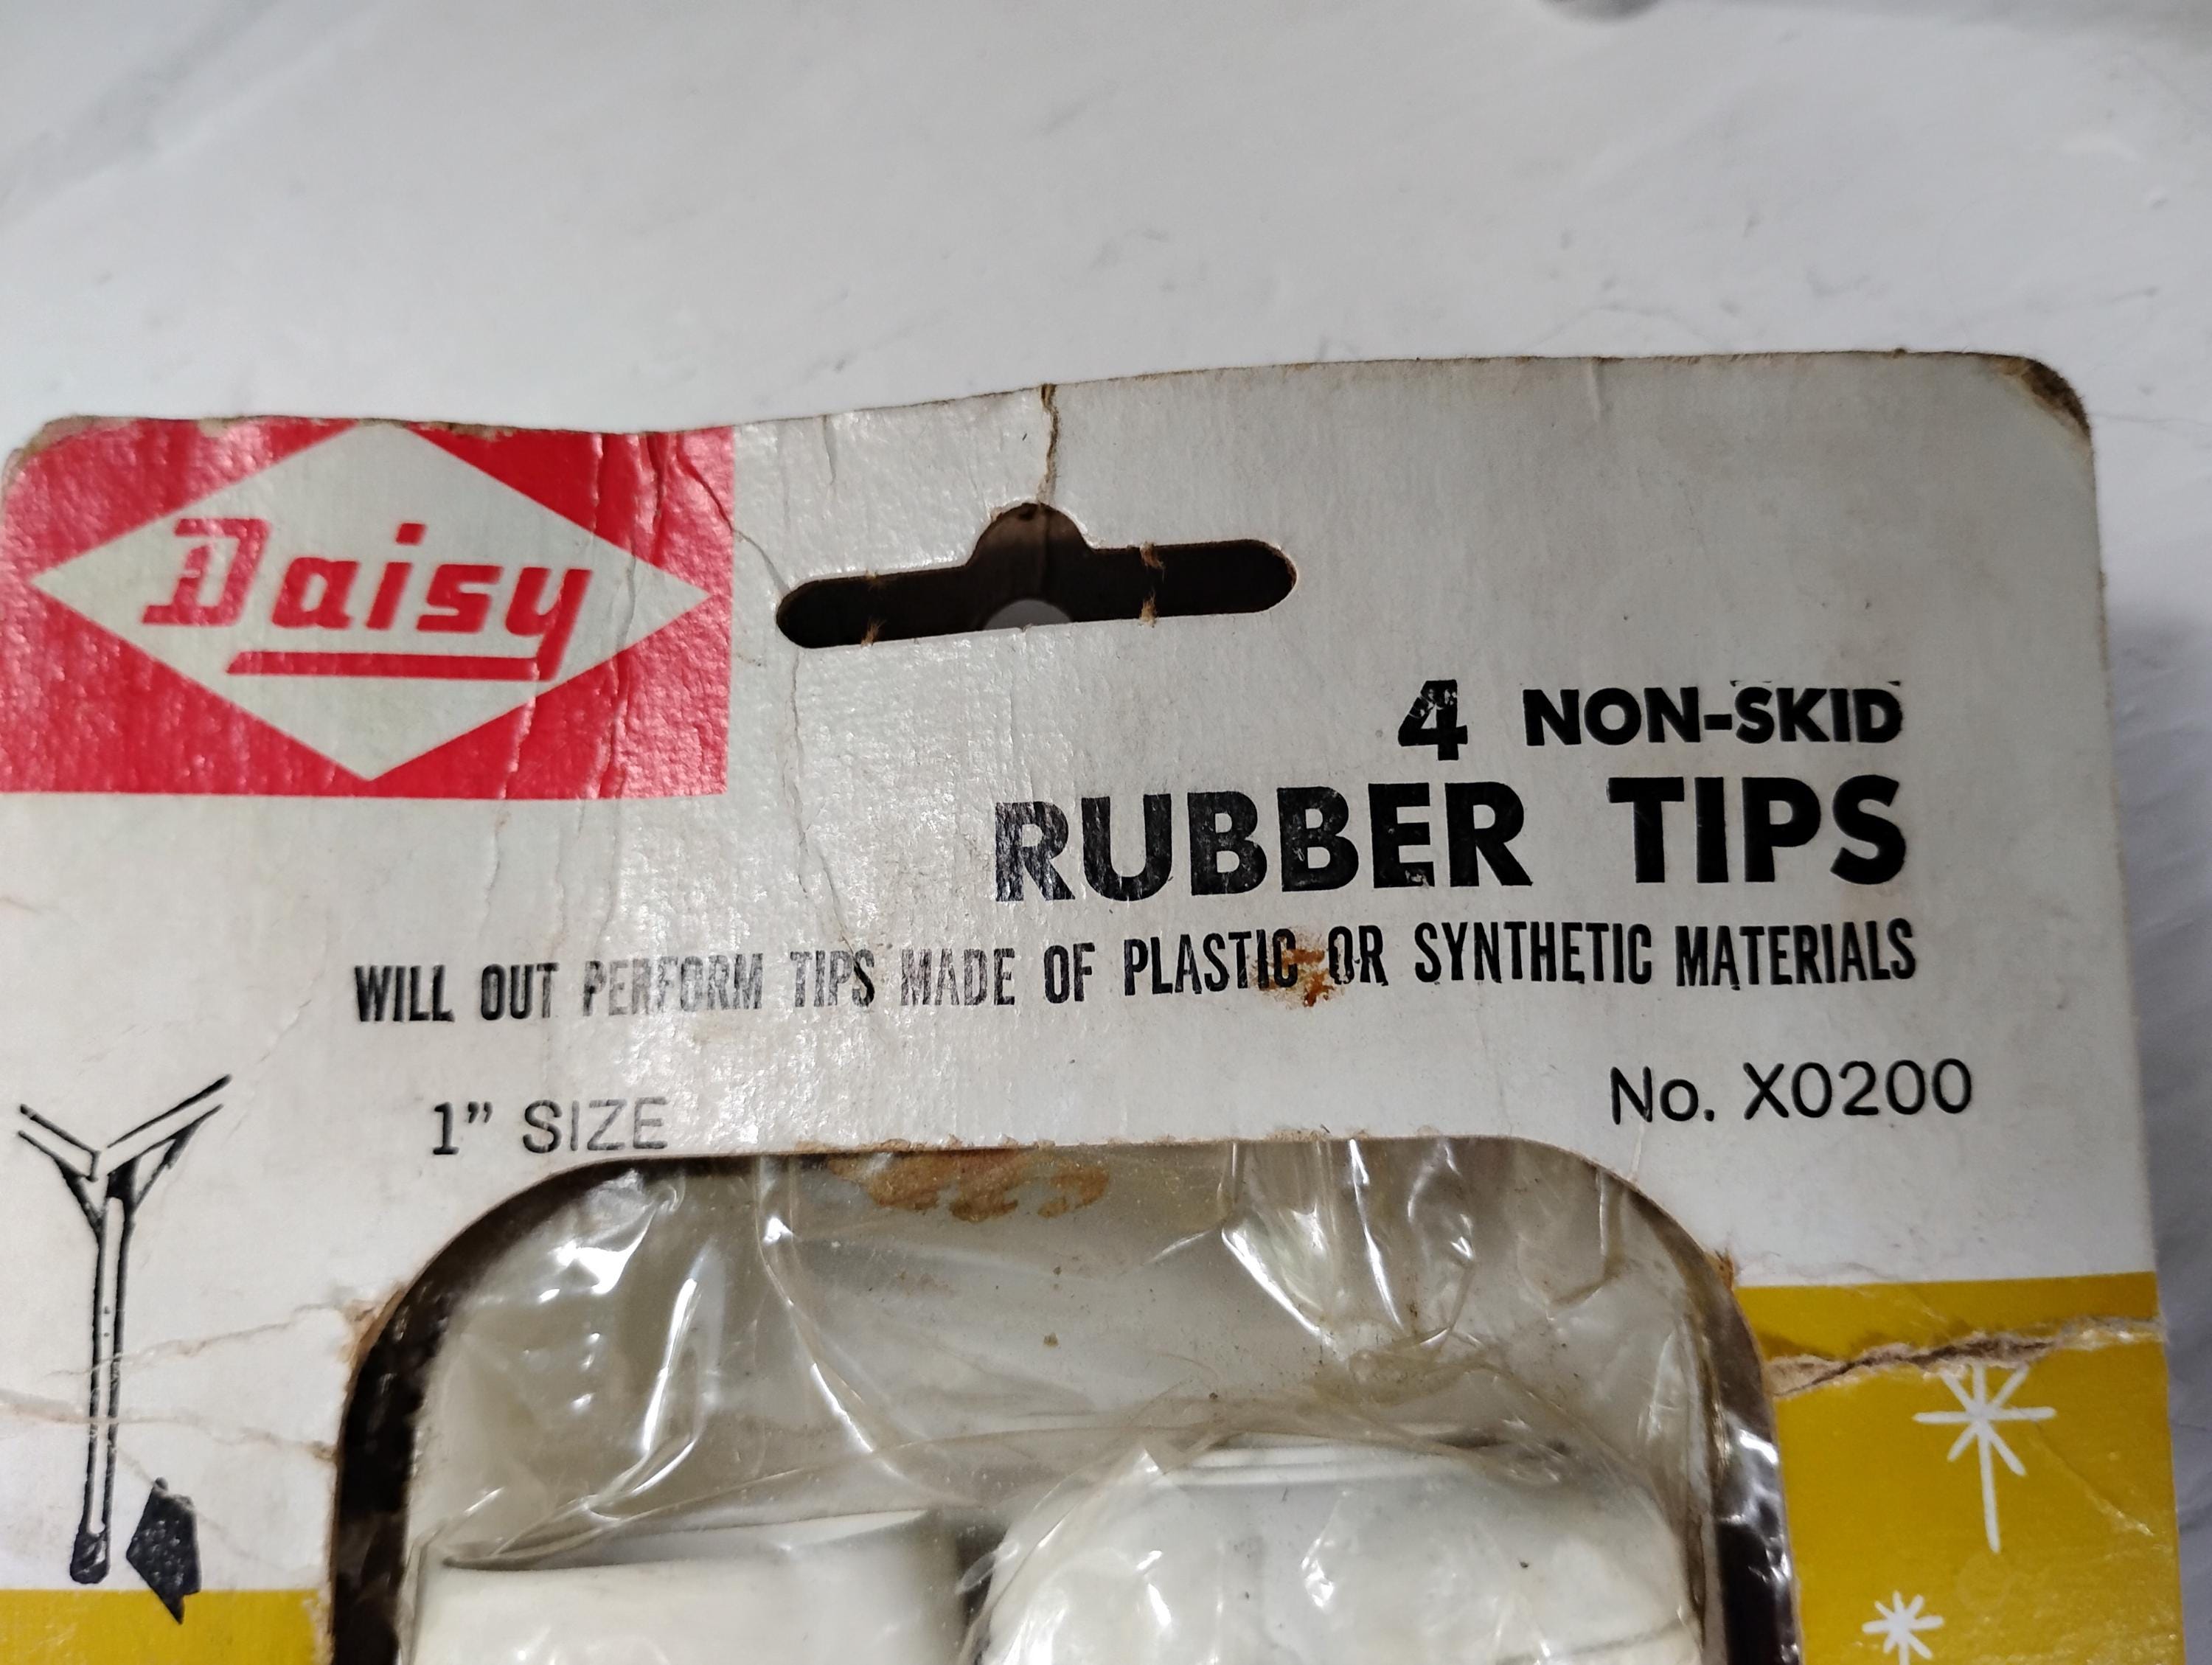 Daisy
4 NON-SKID
RUBBER TIPS
WILL OUT PERFORM TIPS MADE OF PLASTIC OR SYNTHETIC MATERIALS
1” SIZE
No. X0200